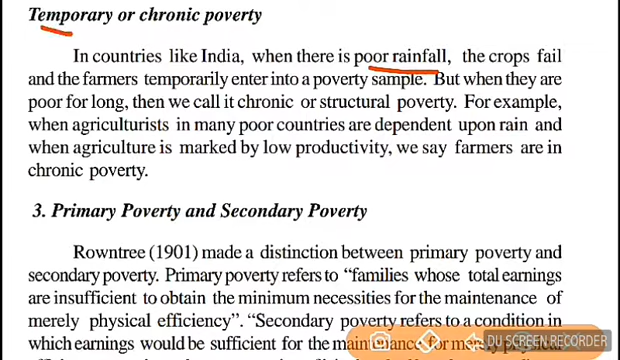 Temporary or chronic poverty
In countries like India, when there is poor rainfall, the crops fail
and the farmers temporarily enter into a poverty sample. But when they are
poor for long, then we call it chronic or structural poverty. For example,
when agriculturists in many poor countries are dependent upon rain and
when agriculture is marked by low productivity, we say farmers are in
chronic poverty.
3. Primary Poverty and Secondary Poverty
Rowntree (1901) made a distinction between primary poverty and
secondary poverty. Primary poverty refers to “families whose total earnings
are insufficient to obtain the minimum necessities for the maintenance of
merely physical efficiency”. “Secondary poverty refers to a condition in
which earnings would be sufficient for the maintenance for merely physical
DU SCREEN RECORDER